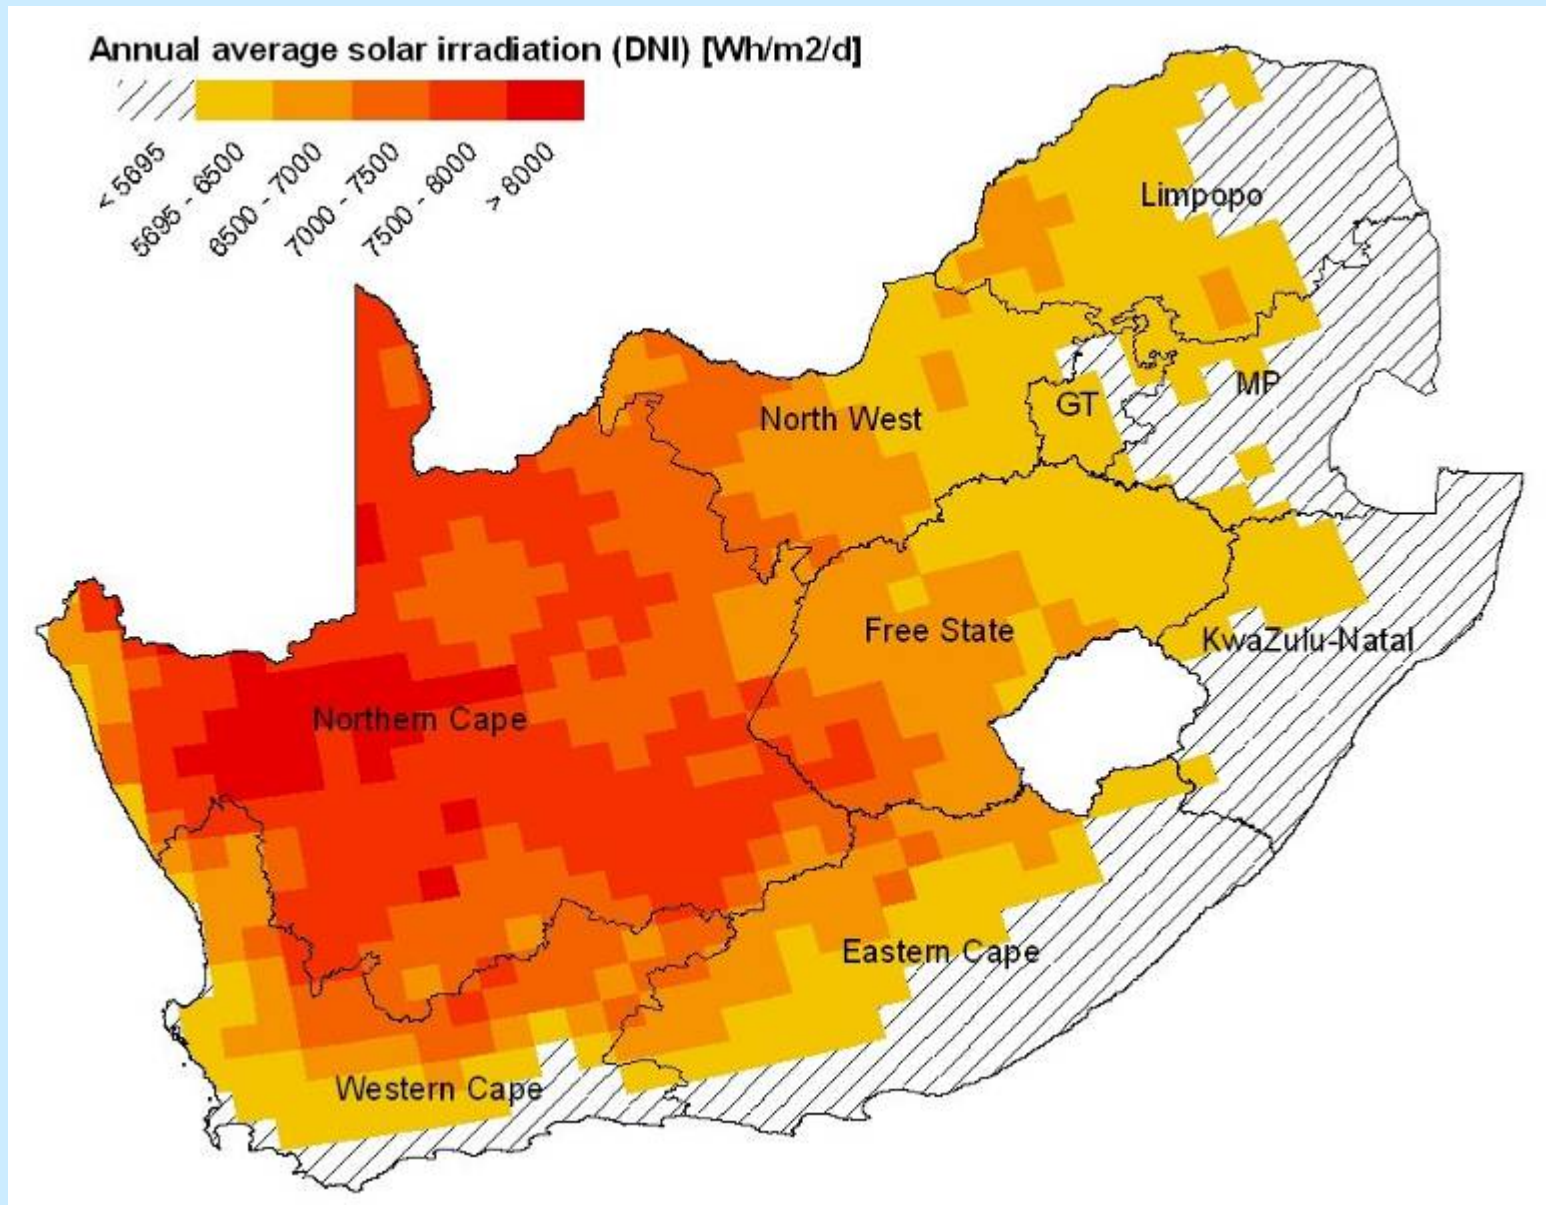 Annual average solar irradiation (DNI) [Wh/m2/d]
< 5695
5695 - 6500
6500 - 7000
7000 - 7500
7500 - 8000
> 8000
Limpopo
MP
GT
North West
Free State
KwaZulu-Natal
Northern Cape
Eastern Cape
Western Cape